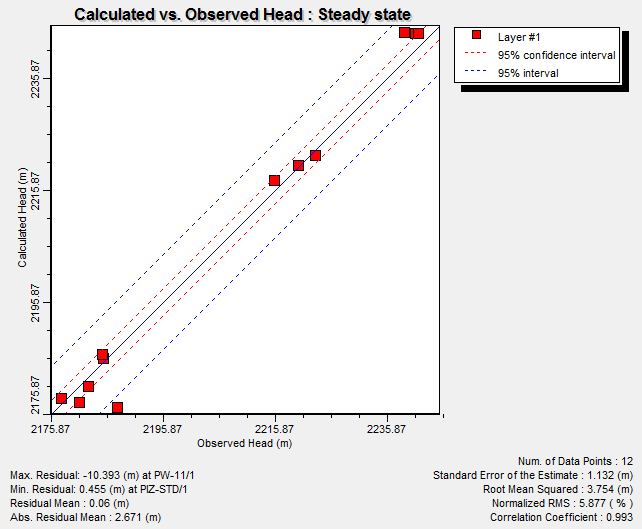 Calculated vs. Observed Head : Steady state
Layer #1
95% confidence interval
95% interval
Calculated Head (m)
2235.87
2215.87
2195.87
2175.87
2175.87 2195.87 2215.87 2235.87
Observed Head (m)
Num. of Data Points : 12
Max. Residual: -10.393 (m) at PW-11/1
Standard Error of the Estimate : 1.132 (m)
Min. Residual: 0.455 (m) at PIZ-STD/1
Root Mean Squared : 3.754 (m)
Residual Mean : 0.06 (m)
Normalized RMS : 5.877 ( % )
Abs. Residual Mean : 2.671 (m)
Correlation Coefficient : 0.993